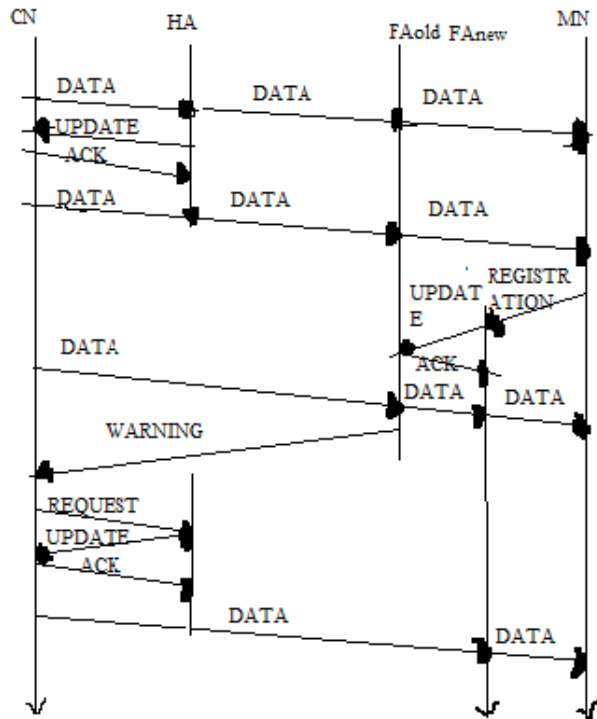 CN HA FAold FAnew MN
DATA DATA DATA
UPDATE
ACK
DATA DATA DATA
REGISTR
ATION
UPDAT
E
ACK
DATA
DATA DATA
WARNING
REQUEST
UPDATE
ACK
DATA DATA